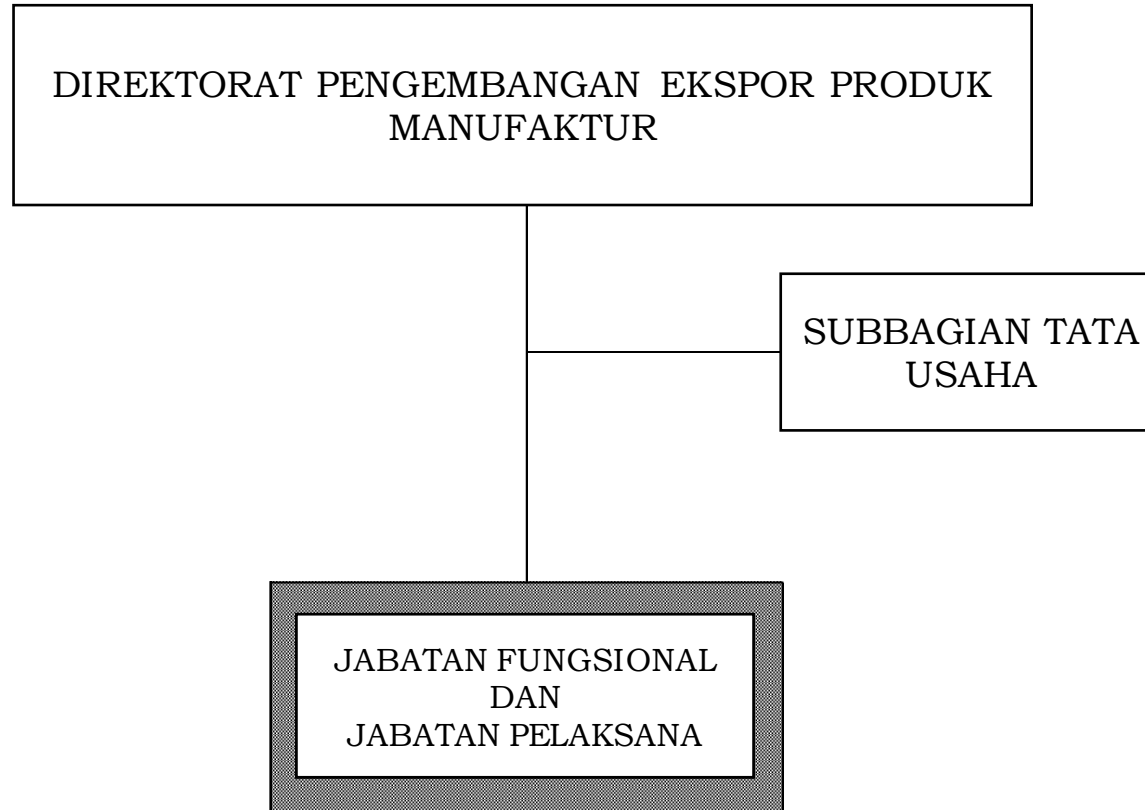 DIREKTORAT PENGEMBANGAN EKSPOR PRODUK
MANUFAKTUR
SUBBAGIAN TATA
USAHA
JABATAN FUNGSIONAL
DAN
JABATAN PELAKSANA